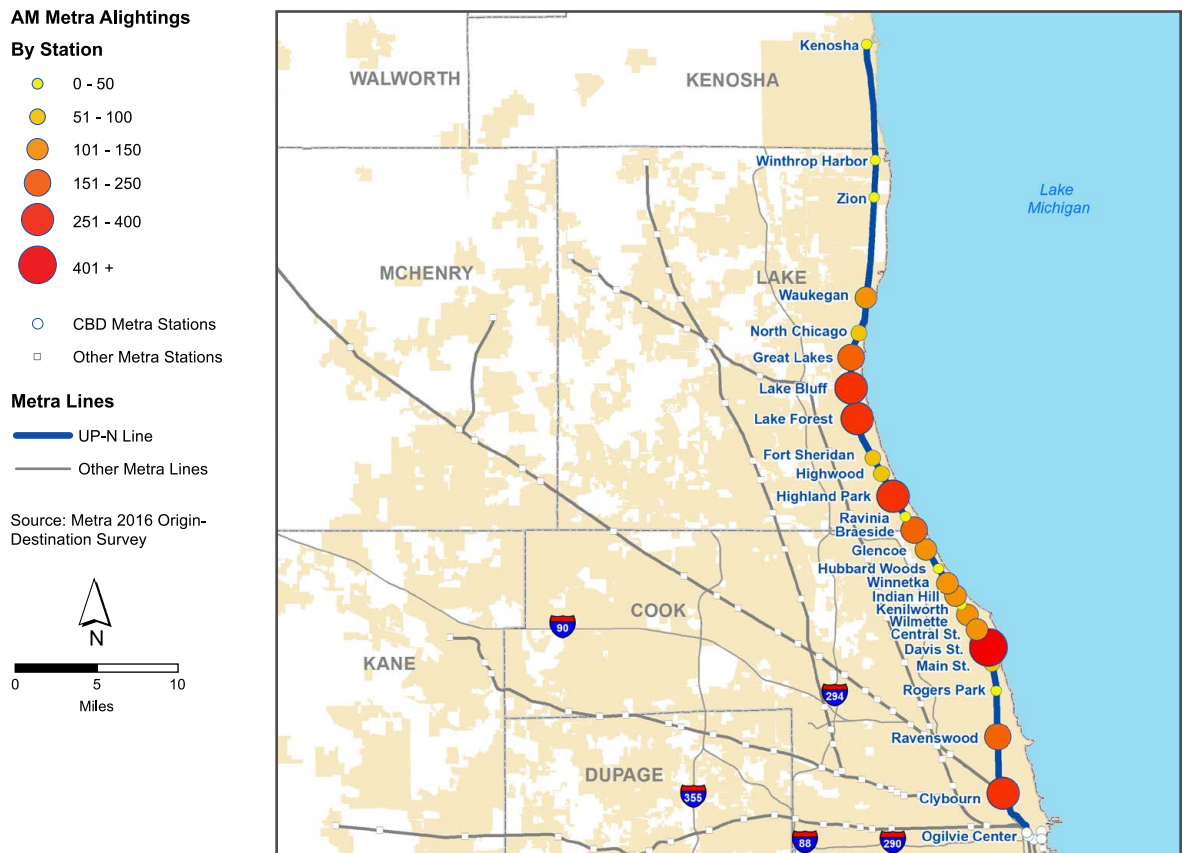 AM Metra Alightings
By Station
0 - 50
51 - 100
101 - 150
151 - 250
251 - 400
401 +
CBD Metra Stations
Other Metra Stations
Metra Lines
UP-N Line
Other Metra Lines
Source: Metra 2016 Origin-
Destination Survey
N
0 5 10
Miles
Kenosha
WALWORTH
KENOSHA
Winthrop Harbor
Zion
Lake
Michigan
MCHENRY
LAKE
Waukegan
North Chicago
Great Lakes
Lake Bluff
Lake Forest
Fort Sheridan
Highwood
Highland Park
Ravinia
Braeside
Glencoe
Hubbard Woods
Winnetka
Indian Hill
Kenilworth
Wilmette
Central St.
Davis St.
Main St.
COOK
90
KANE
Rogers Park
294
Ravenswood
DUPAGE
355
Clybourn
Ogilvie Center
88
290